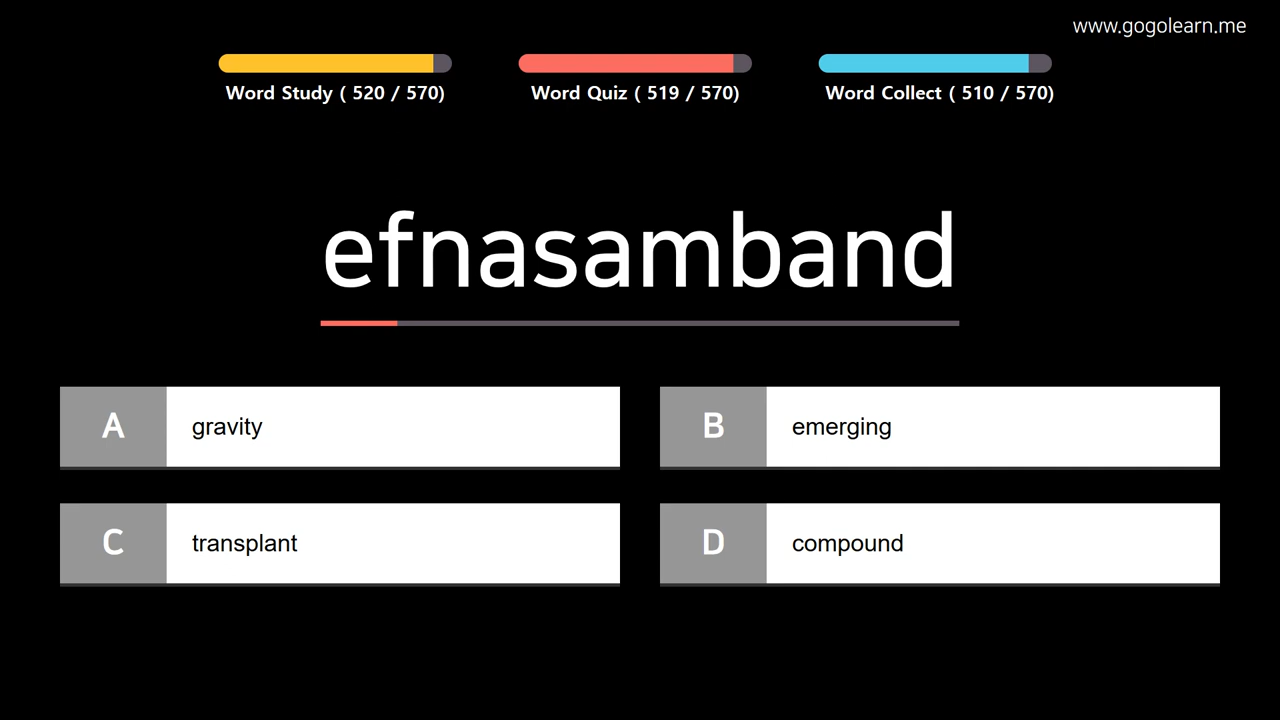 www.gogolearn.me
Word Study ( 520 / 570)
Word Quiz ( 519 / 570)
Word Collect ( 510 / 570)
efnasamband
A gravity
B emerging
C transplant
D compound